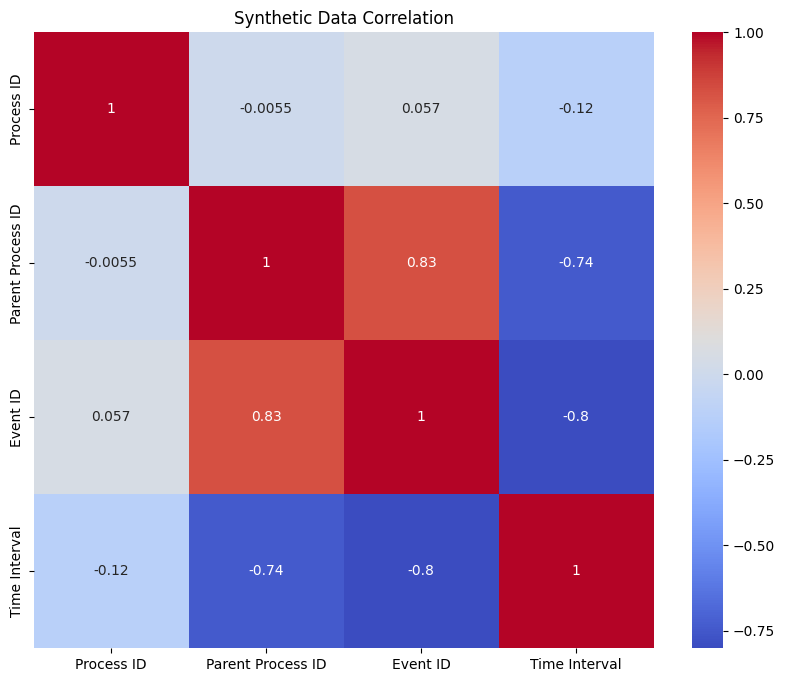 Synthetic Data Correlation
Process ID
1
-0.0055
0.057
-0.12
Parent Process ID
-0.0055
1
0.83
-0.74
Event ID
0.057
0.83
1
-0.8
Time Interval
-0.12
-0.74
-0.8
1
Process ID
Parent Process ID
Event ID
Time Interval
1.00
0.75
0.50
0.25
0.00
−0.25
−0.50
−0.75